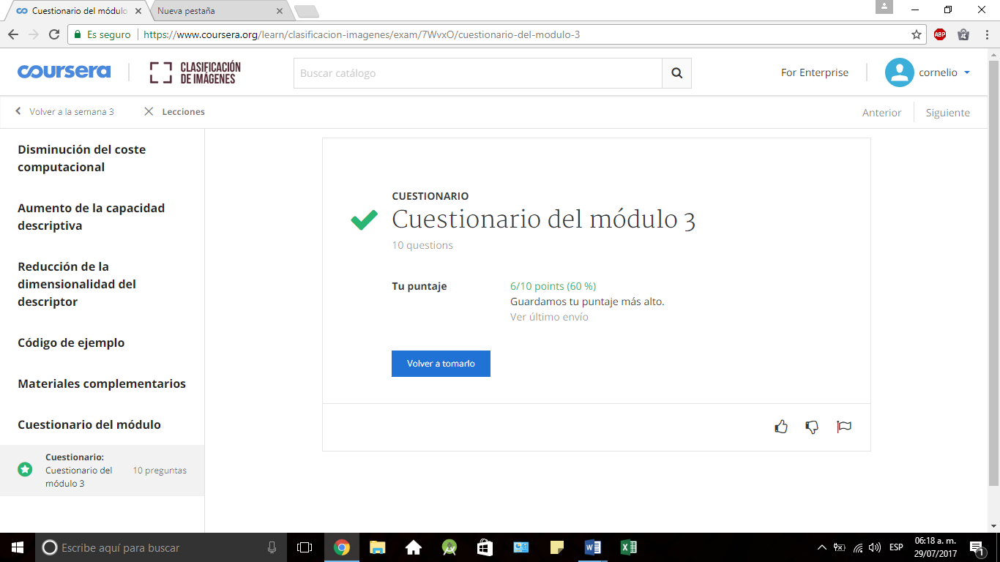 Cuestionario del módulo
Nueva pestaña
Es seguro
https://www.coursera.org/learn/clasificacion-imagenes/exam/7WvxO/cuestionario-del-modulo-3
ABP
coursera
CLASIFICACIÓN
DE IMÁGENES
Buscar catálogo
For Enterprise
cornelio
Volver a la semana 3
Lecciones
Anterior
Siguiente
Disminución del coste
computacional
Aumento de la capacidad
descriptiva
Reducción de la
dimensionalidad del
descriptor
Código de ejemplo
Materiales complementarios
Cuestionario del módulo
Cuestionario:
Cuestionario del
módulo 3
10 preguntas
CUESTIONARIO
Cuestionario del módulo 3
10 questions
Tu puntaje
6/10 points (60 %)
Guardamos tu puntaje más alto.
Ver último envío
Volver a tomarlo
Escribe aquí para buscar
ESP
06:18 a. m.
29/07/2017
1